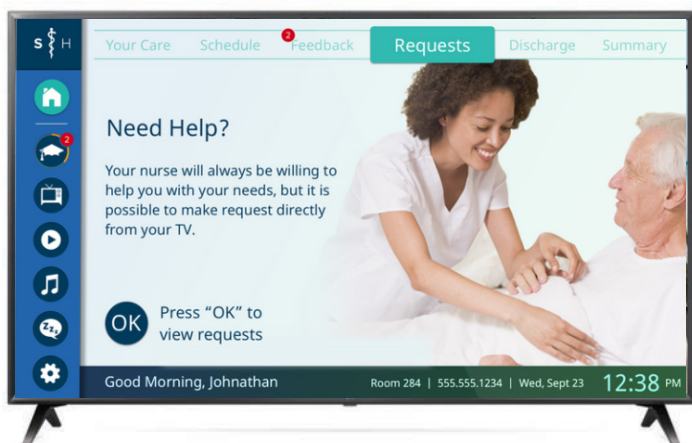 S H
Your Care Schedule 2 Feedback Requests Discharge Summary
2
Need Help?
Your nurse will always be willing to
help you with your needs, but it is
possible to make request directly
from your TV.
OK Press “OK” to
view requests
zzz
Good Morning, Johnathan Room 284 | 555.555.1234 | Wed, Sept 23 12:38 PM